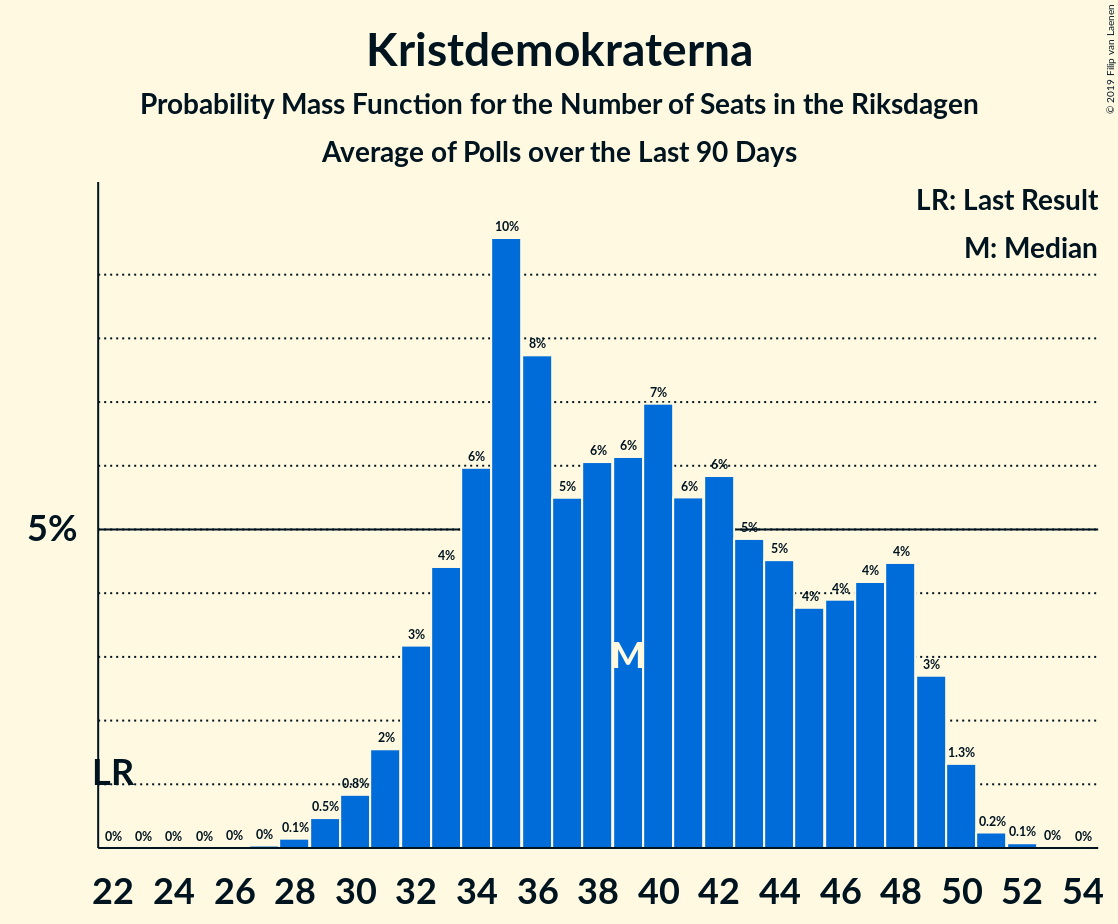 Kristdemokraterna
Probability Mass Function for the Number of Seats in the Riksdagen
Average of Polls over the Last 90 Days
© 2019 Filip van Laenen
LR: Last Result
M: Median
5%
LR
M
0% 0% 0% 0% 0% 0% 0.1% 0.5% 0.8% 2% 3% 4% 6% 10% 8% 5% 6% 6% 7% 6% 6% 5% 5% 4% 4% 4% 4% 3% 1.3% 0.2% 0.1% 0% 0%
22 24 26 28 30 32 34 36 38 40 42 44 46 48 50 52 54